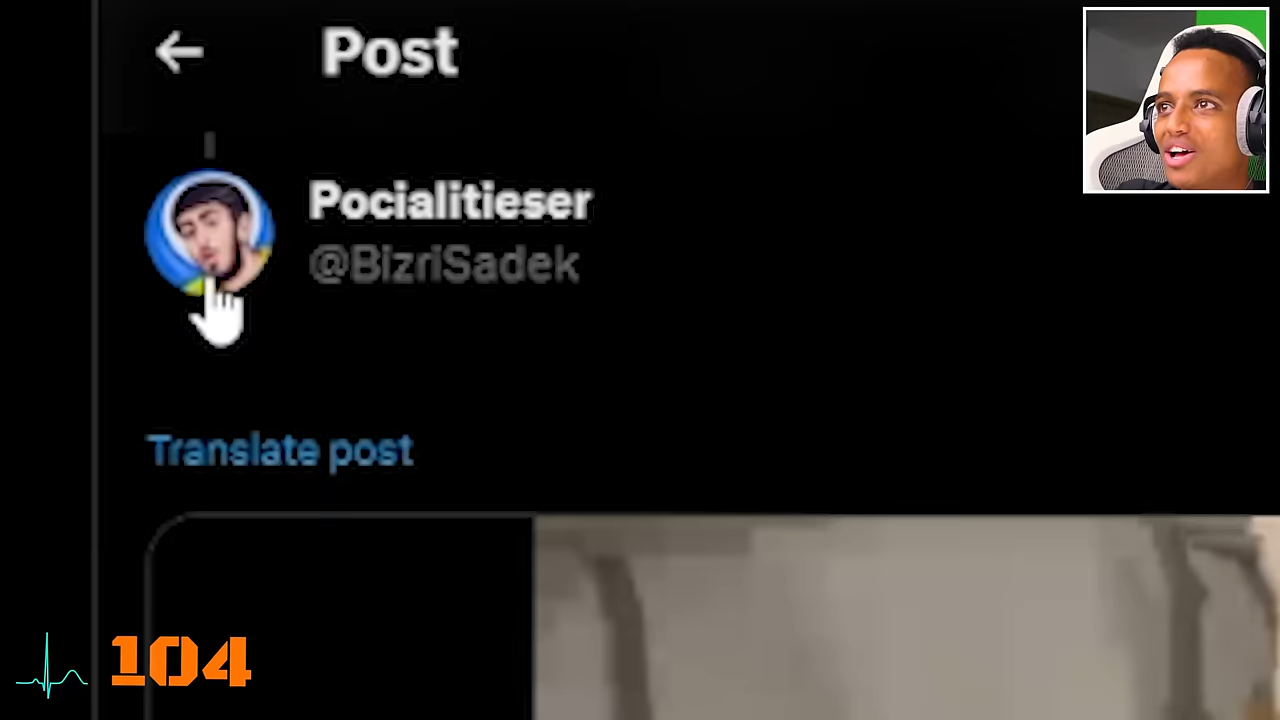 Post
Pocialitieser
@BizriSadek
Translate post
104